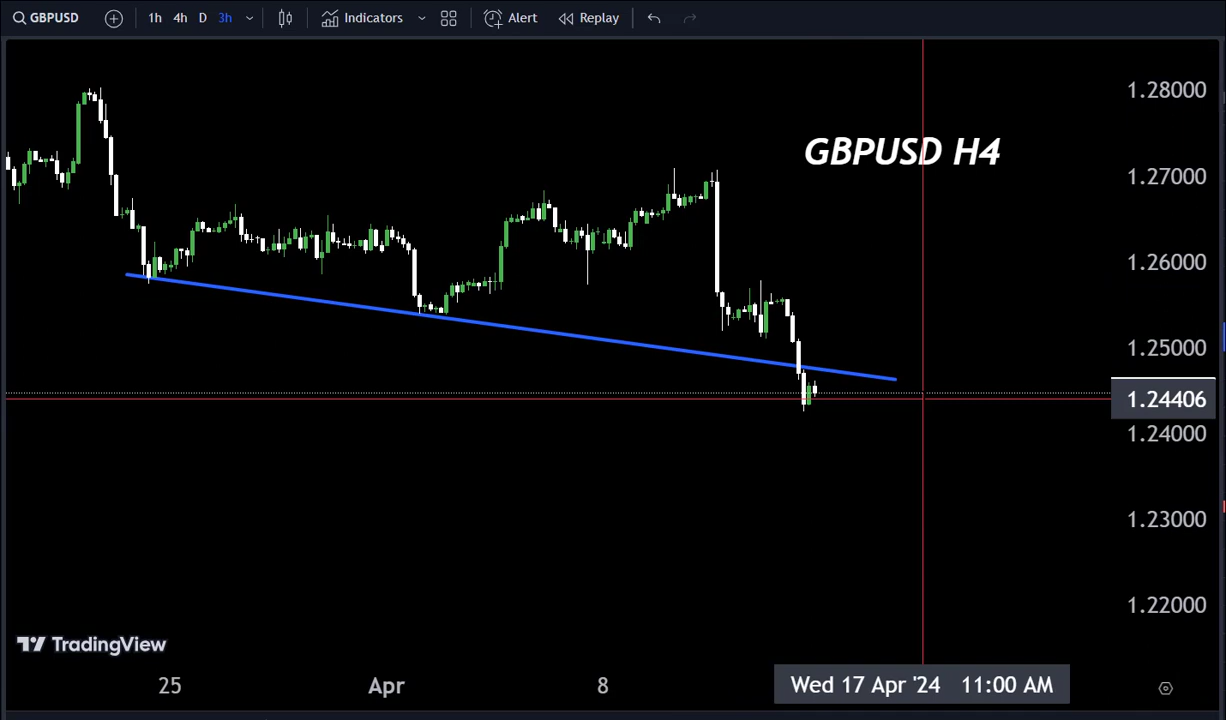 GBPUSD 1h 4h D 3h Indicators Alert Replay
1.28000
GBPUSD H4
1.27000
1.26000
1.25000
1.24406
1.24000
1.23000
1.22000
TradingView
25 Apr 8 Wed 17 Apr '24 11:00 AM